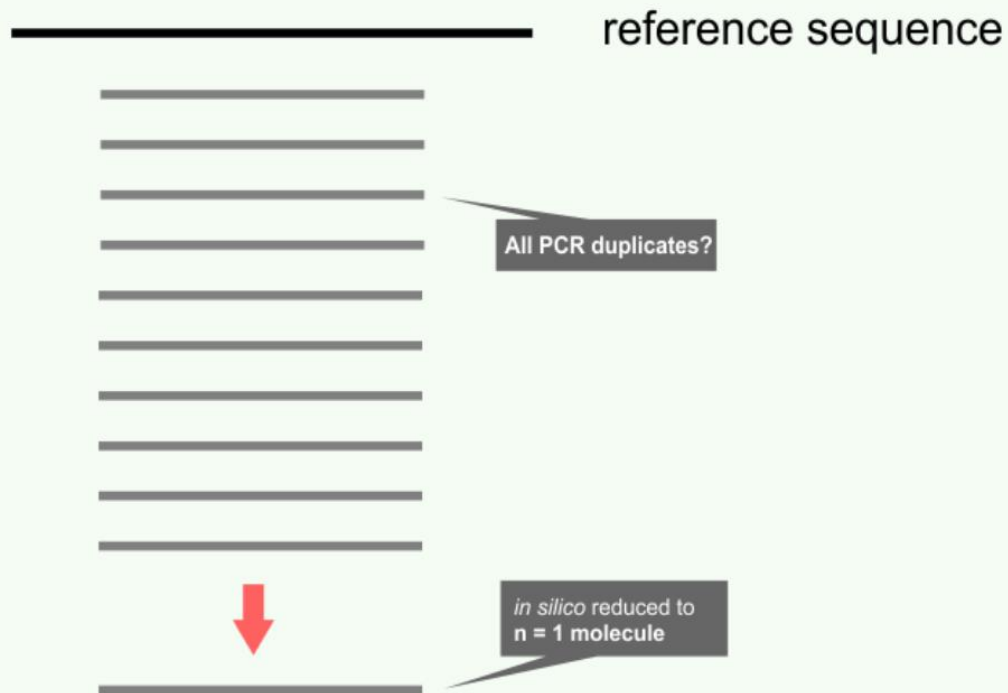 reference sequence
All PCR duplicates?
in silico reduced to
n = 1 molecule